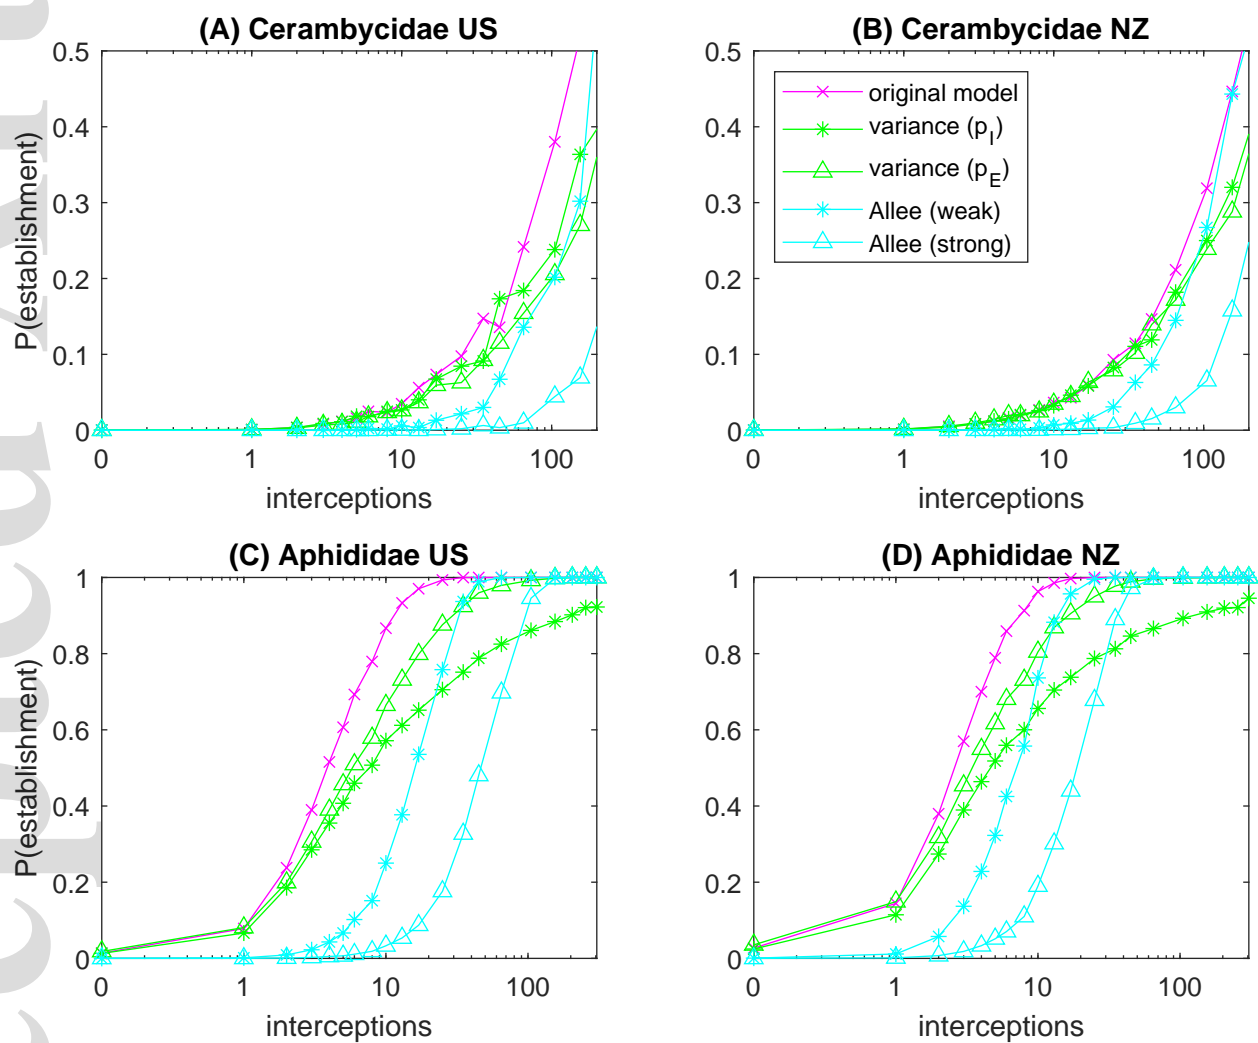 (A) Cerambycidae US
0.5
0.4
0.3
0.2
0.1
0
P(establishment)
0 1 10 100
interceptions
(B) Cerambycidae NZ
0.5
0.4
0.3
0.2
0.1
0
original model
variance (p_I)
variance (p_E)
Allee (weak)
Allee (strong)
0 1 10 100
interceptions
(C) Aphididae US
1
0.8
0.6
0.4
0.2
0
P(establishment)
0 1 10 100
interceptions
(D) Aphididae NZ
1
0.8
0.6
0.4
0.2
0
0 1 10 100
interceptions